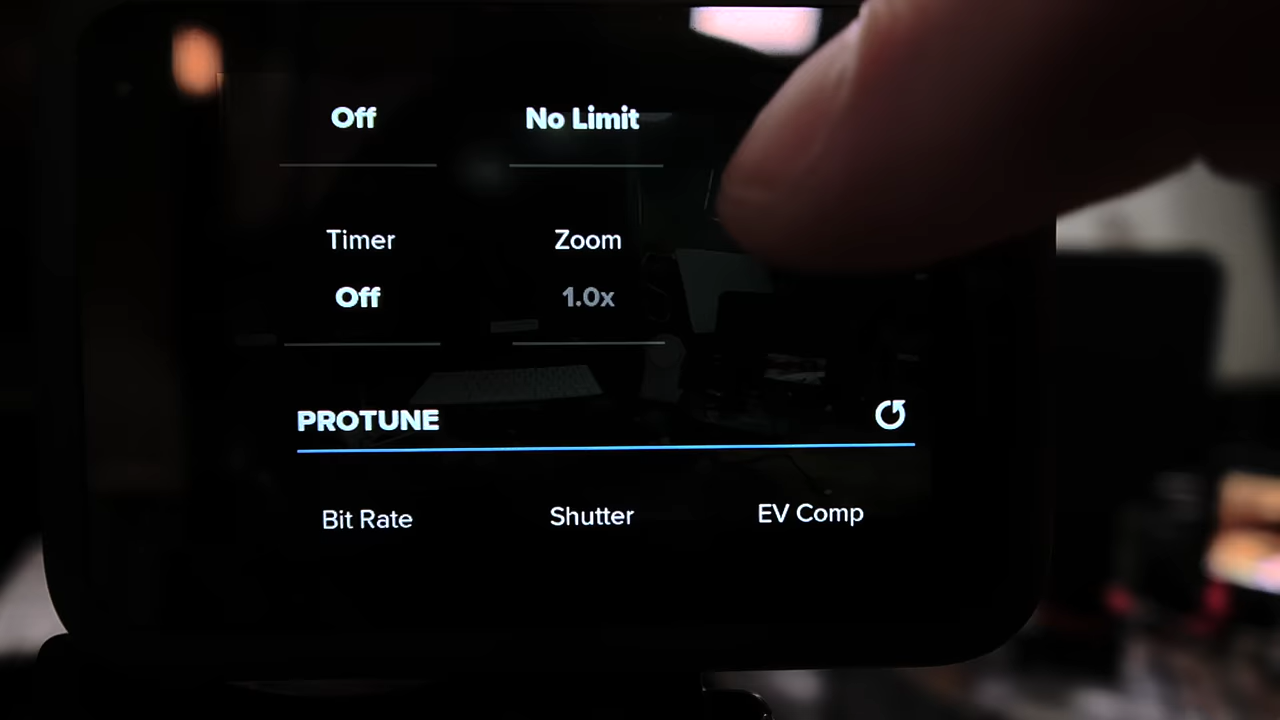 Off No Limit
Timer Zoom
Off 1.0x
PROTUNE
Bit Rate Shutter EV Comp